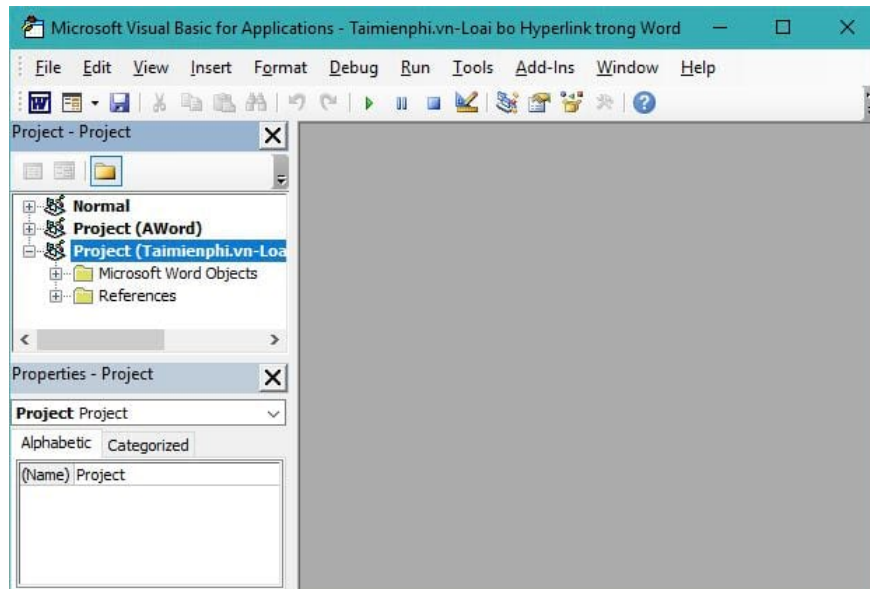 Microsoft Visual Basic for Applications - Taimienphi.vn-Loai bo Hyperlink trong Word
File Edit View Insert Format Debug Run Tools Add-Ins Window Help
Project - Project
Normal
Project (AWord)
Project (Taimienphi.vn-Loa
Microsoft Word Objects
References
Properties - Project
Project Project
Alphabetic Categorized
(Name) Project